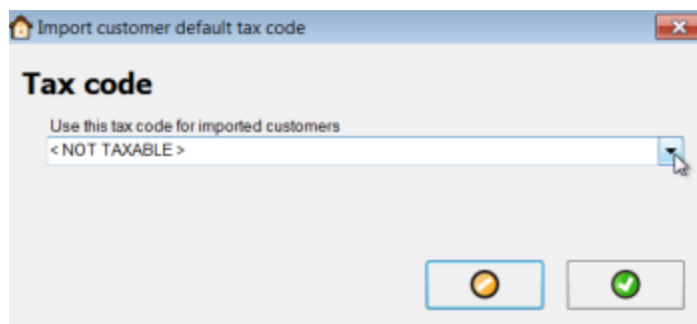 Import customer default tax code
Tax code
Use this tax code for imported customers
< NOT TAXABLE >